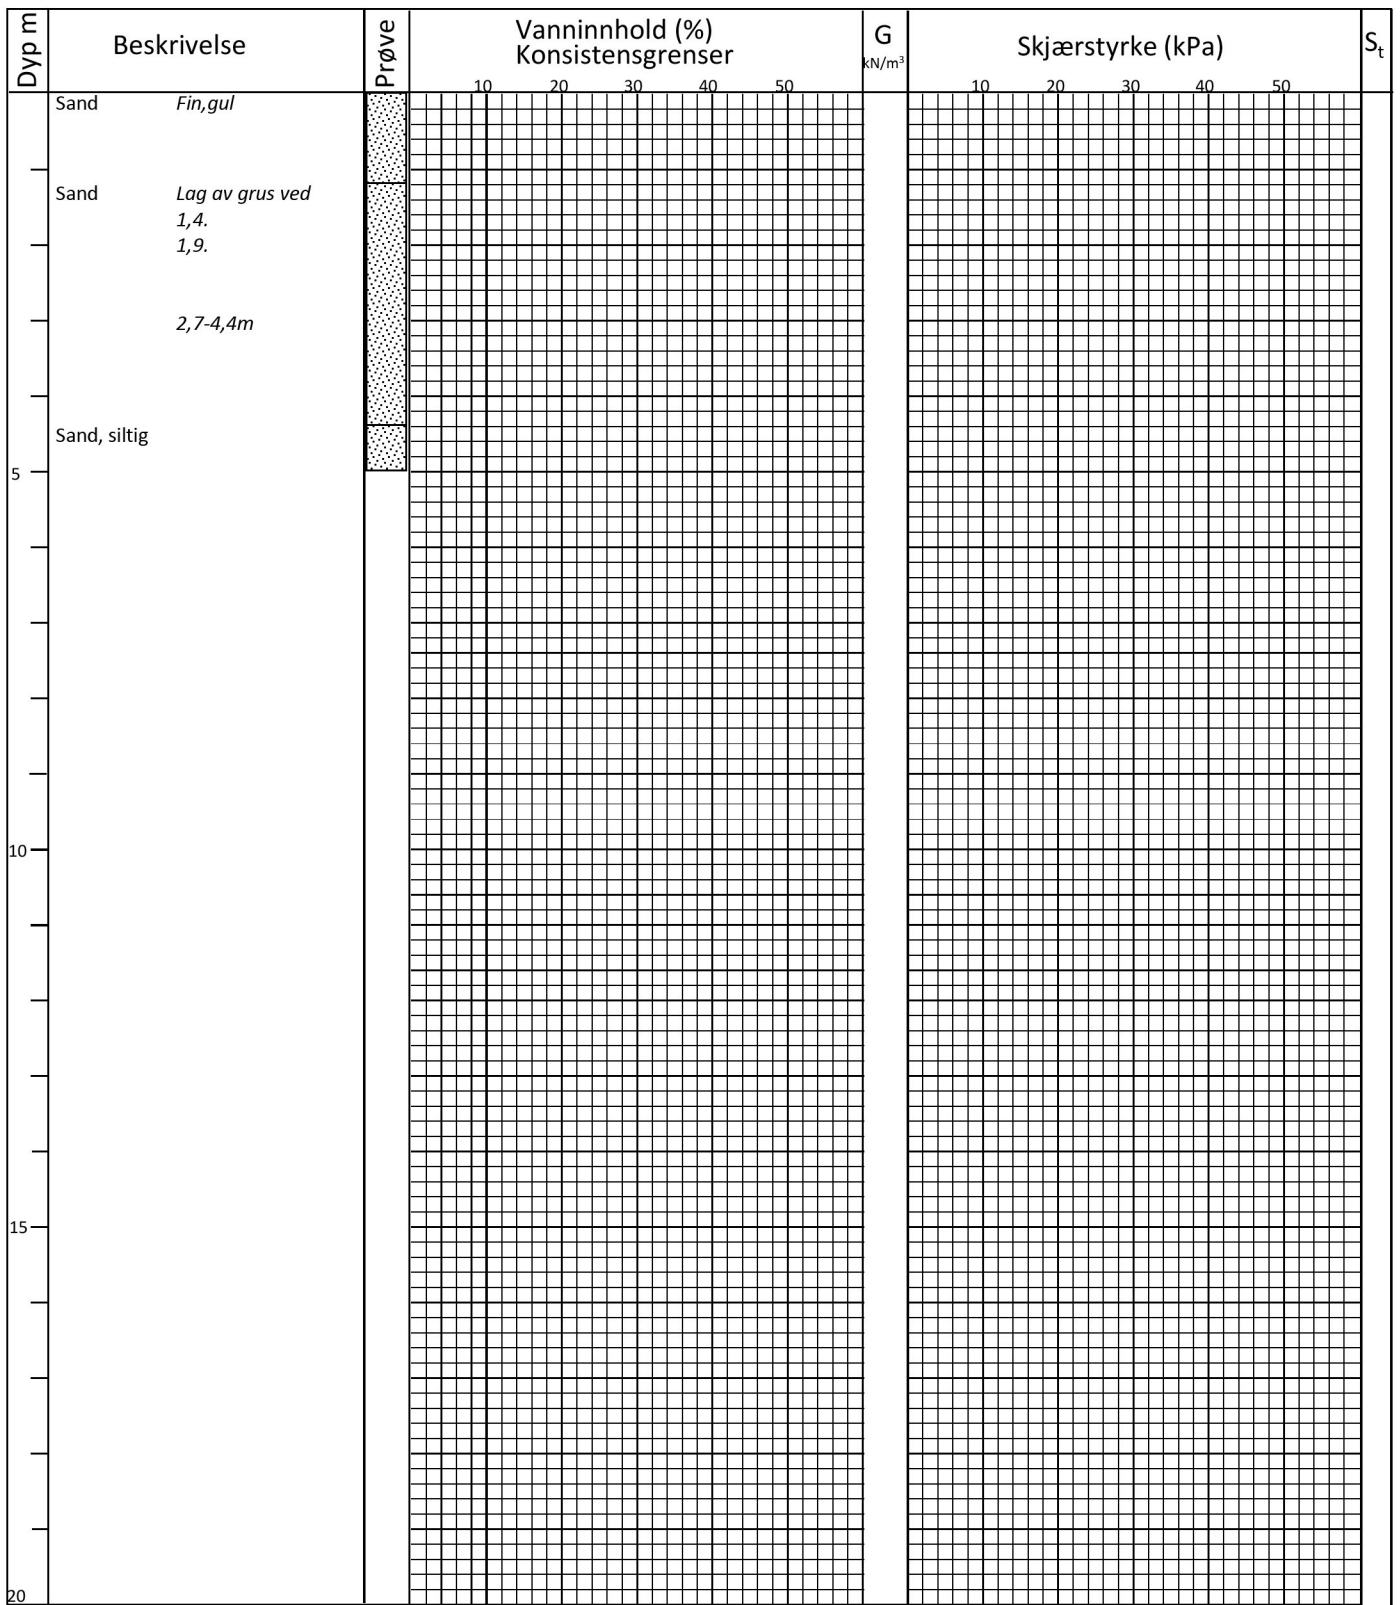 Dyp m
Beskrivelse
Prøve
Vanninnhold (%)
Konsistensgrenser
10 20 30 40 50
G
kN/m³
Skjærstyrke (kPa)
10 20 30 40 50
St
Sand Fin,gul
Sand Lag av grus ved
1,4.
1,9.
2,7-4,4m
Sand, siltig
5
10
15
20